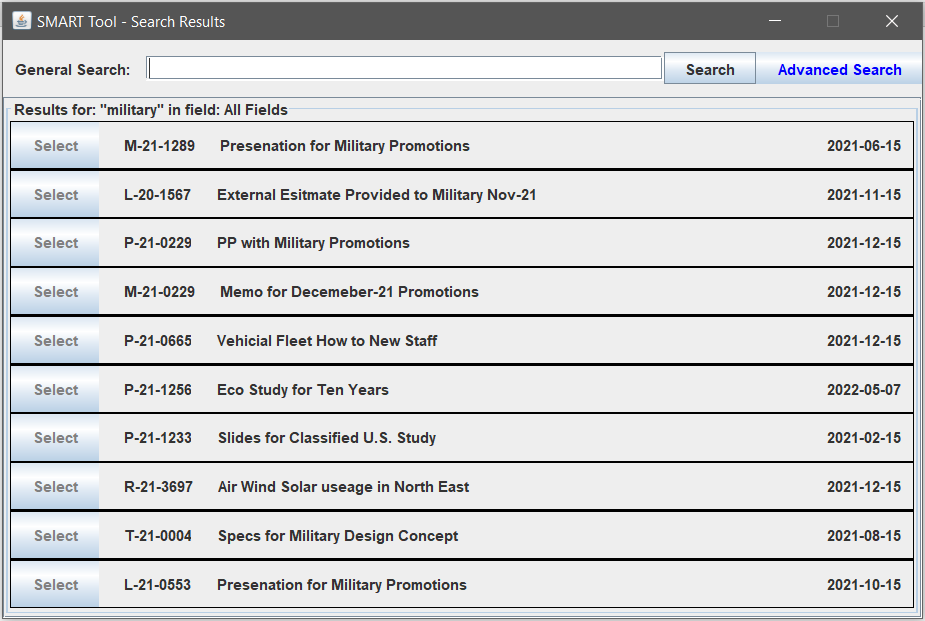 SMART Tool - Search Results
General Search: Search Advanced Search
Results for: "military" in field: All Fields
Select M-21-1289 Presenation for Military Promotions 2021-06-15
Select L-20-1567 External Esitmate Provided to Military Nov-21 2021-11-15
Select P-21-0229 PP with Military Promotions 2021-12-15
Select M-21-0229 Memo for Decemeber-21 Promotions 2021-12-15
Select P-21-0665 Vehicial Fleet How to New Staff 2021-12-15
Select P-21-1256 Eco Study for Ten Years 2022-05-07
Select P-21-1233 Slides for Classified U.S. Study 2021-02-15
Select R-21-3697 Air Wind Solar useage in North East 2021-12-15
Select T-21-0004 Specs for Military Design Concept 2021-08-15
Select L-21-0553 Presenation for Military Promotions 2021-10-15